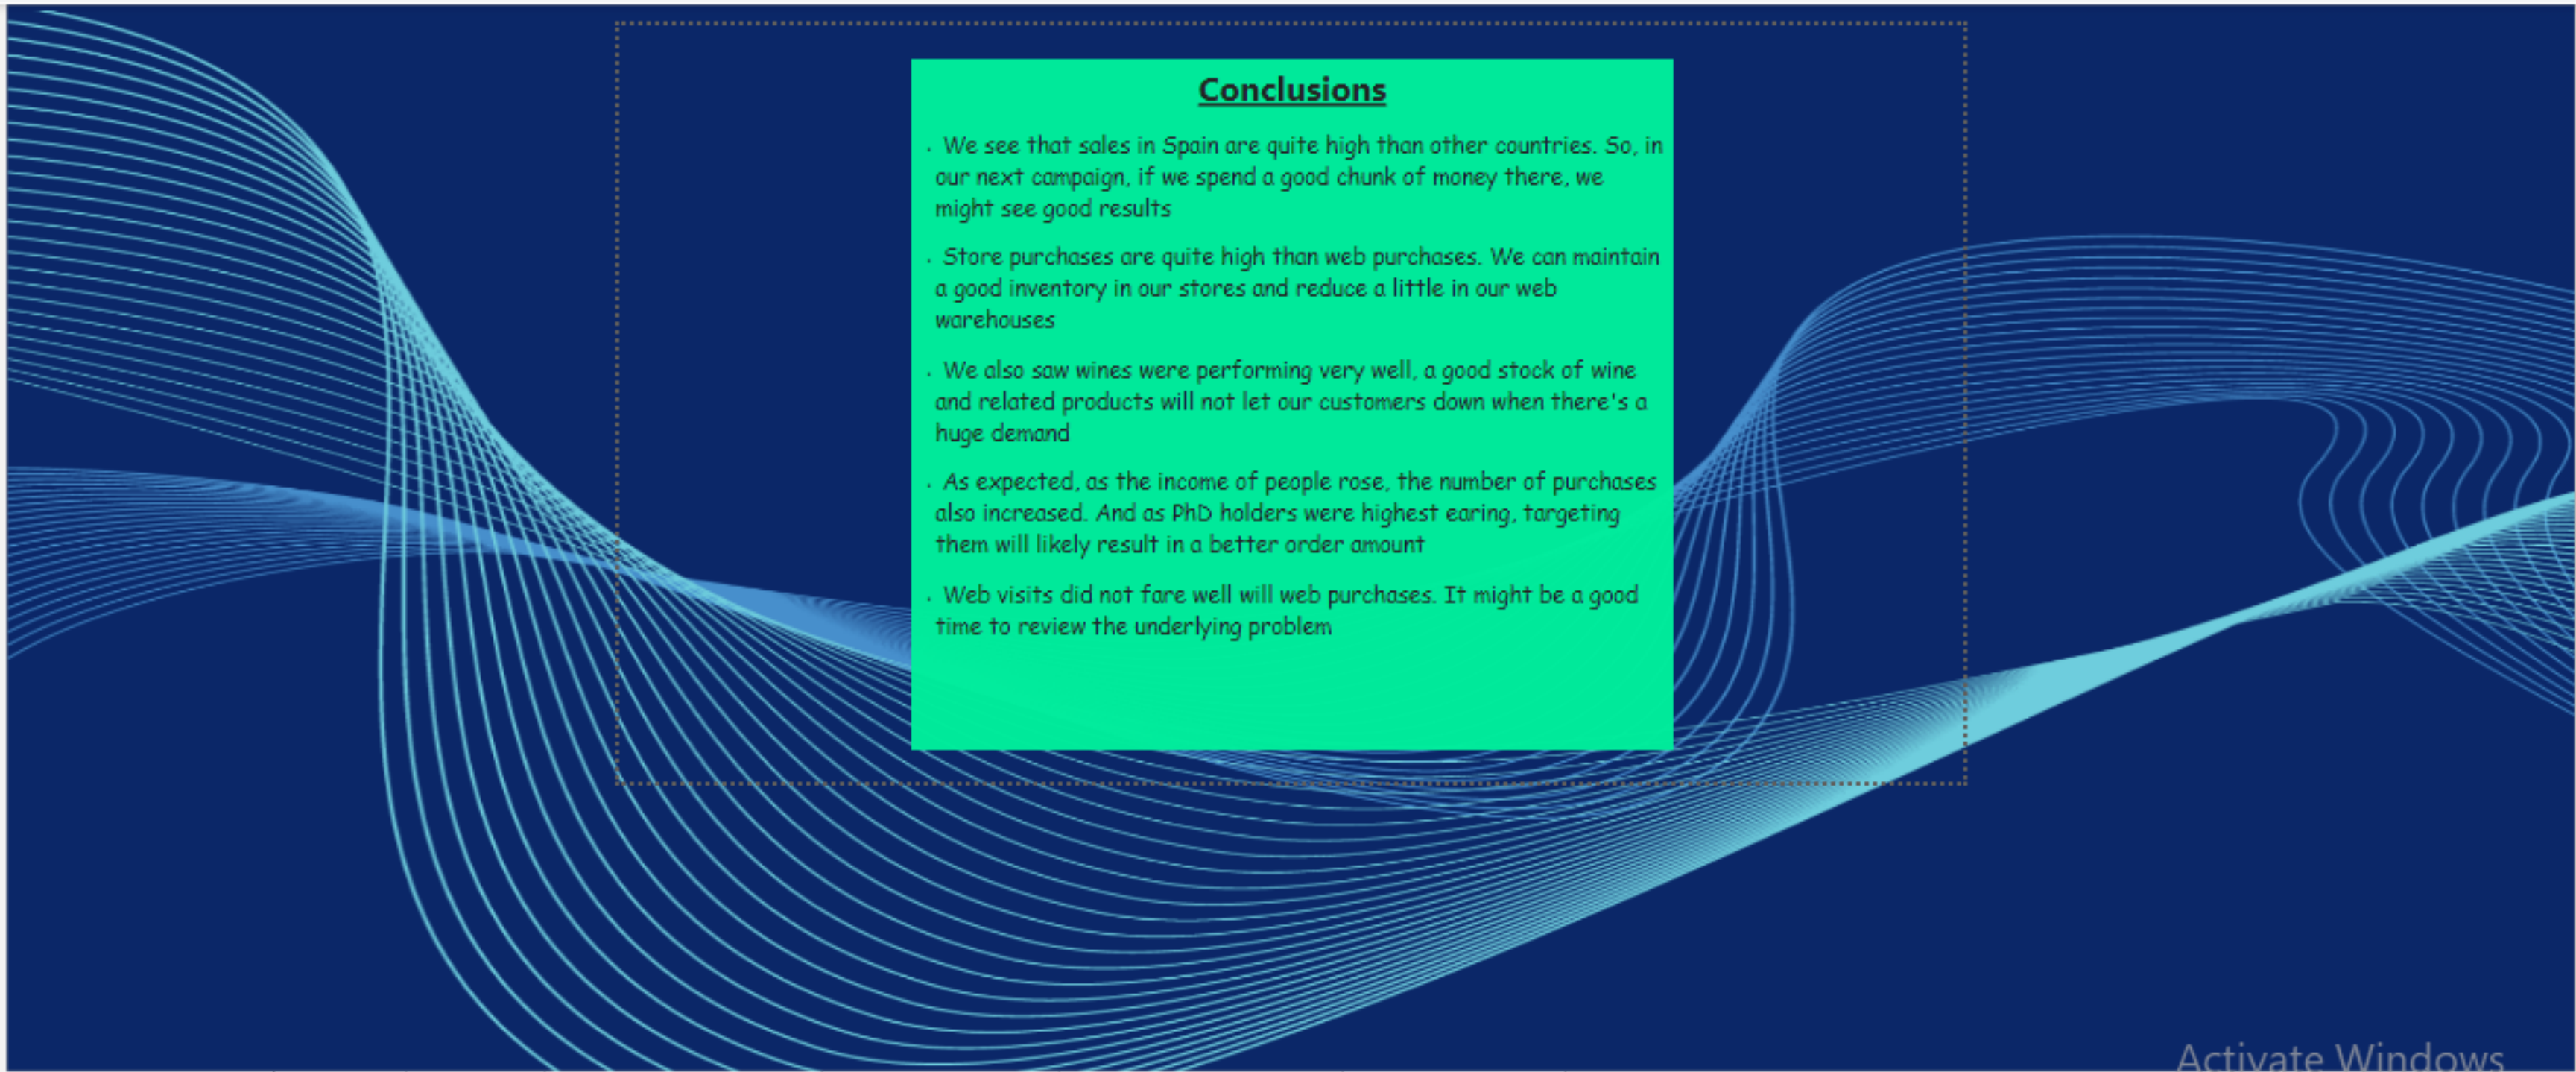 Conclusions
· We see that sales in Spain are quite high than other countries. So, in
our next campaign, if we spend a good chunk of money there, we
might see good results
· Store purchases are quite high than web purchases. We can maintain
a good inventory in our stores and reduce a little in our web
warehouses
· We also saw wines were performing very well, a good stock of wine
and related products will not let our customers down when there's a
huge demand
· As expected, as the income of people rose, the number of purchases
also increased. And as PhD holders were highest earing, targeting
them will likely result in a better order amount
· Web visits did not fare well will web purchases. It might be a good
time to review the underlying problem
Activate Windows